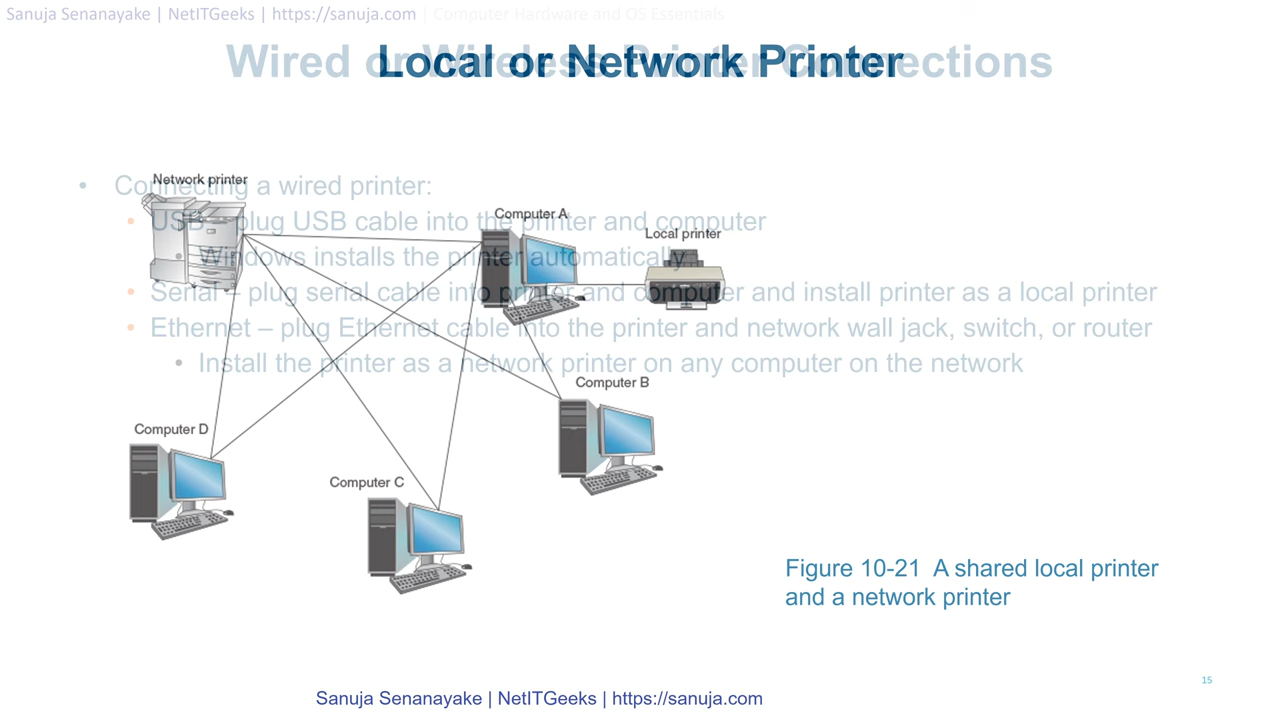 Sanuja Senanayake | NetITGeeks | https://sanuja.com | Computer Hardware and OS Essentials
Local or Network Printer
Wired or Wireless Printer Connections
• Connecting a wired printer:
• USB – plug USB cable into the printer and computer
Windows installs the printer automatically
• Serial – plug serial cable into printer and computer and install printer as a local printer
• Ethernet – plug Ethernet cable into the printer and network wall jack, switch, or router
• Install the printer as a network printer on any computer on the network
Network printer
Computer A
Local printer
Computer B
Computer D
Computer C
Figure 10-21 A shared local printer
and a network printer
15
Sanuja Senanayake | NetITGeeks | https://sanuja.com